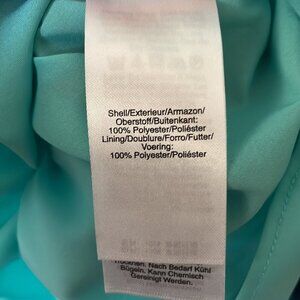 Shell/Exterieur/Armazon/
Oberstoff/Buitenkant:
100% Polyester/Poliéster
Lining/Doublure/Forro/Futter/
Voering:
100% Polyester/Poliéster
Trocknen. Nach Bedarf Kühl
Bügeln. Kann Chemisch
Gereinigt Werden